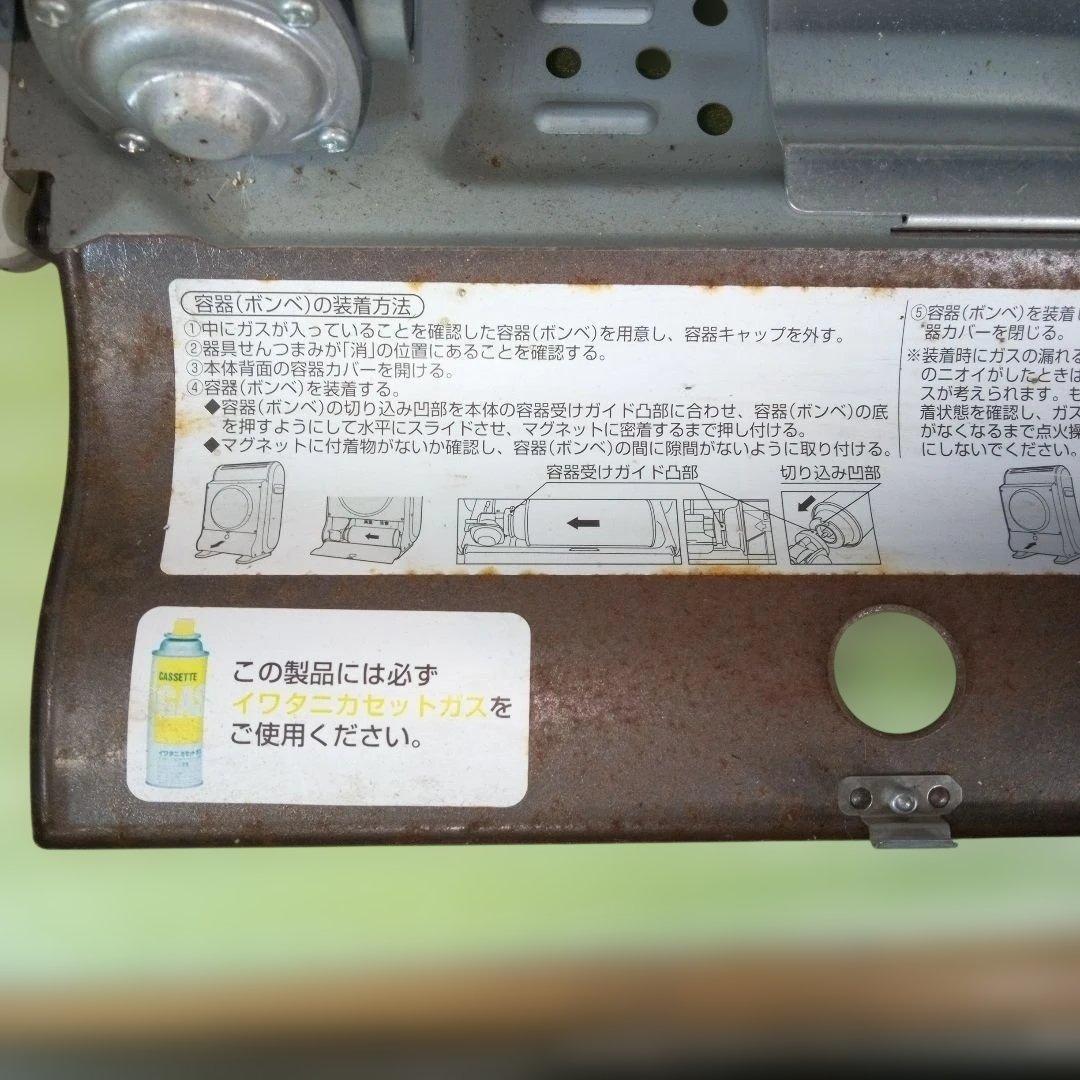 容器(ボンベ)の装着方法
①中にガスが入っていることを確認した容器(ボンベ)を用意し、容器キャップを外す。
②器具せんつまみが「消」の位置にあることを確認する。
③本体背面の容器カバーを開ける。
④容器(ボンベ)を装着する。
◆容器(ボンベ)の切り込み凹部を本体の容器受けガイド凸部に合わせ、容器(ボンベ)の底
を押すようにして水平にスライドさせ、マグネットに密着するまで押し付ける。
◆マグネットに付着物がないか確認し、容器(ボンベ)の間に隙間がないように取り付ける。
容器受けガイド凸部
切り込み凹部
⑤容器(ボンベ)を装着し
器カバーを閉じる。
※装着時にガスの漏れる
のニオイがしたときは
スが考えられます。も
着状態を確認し、ガス
がなくなるまで点火操
にしないでください。
CASSETTE
イワタニカセットガス
この製品には必ず
イワタニカセットガスを
ご使用ください。